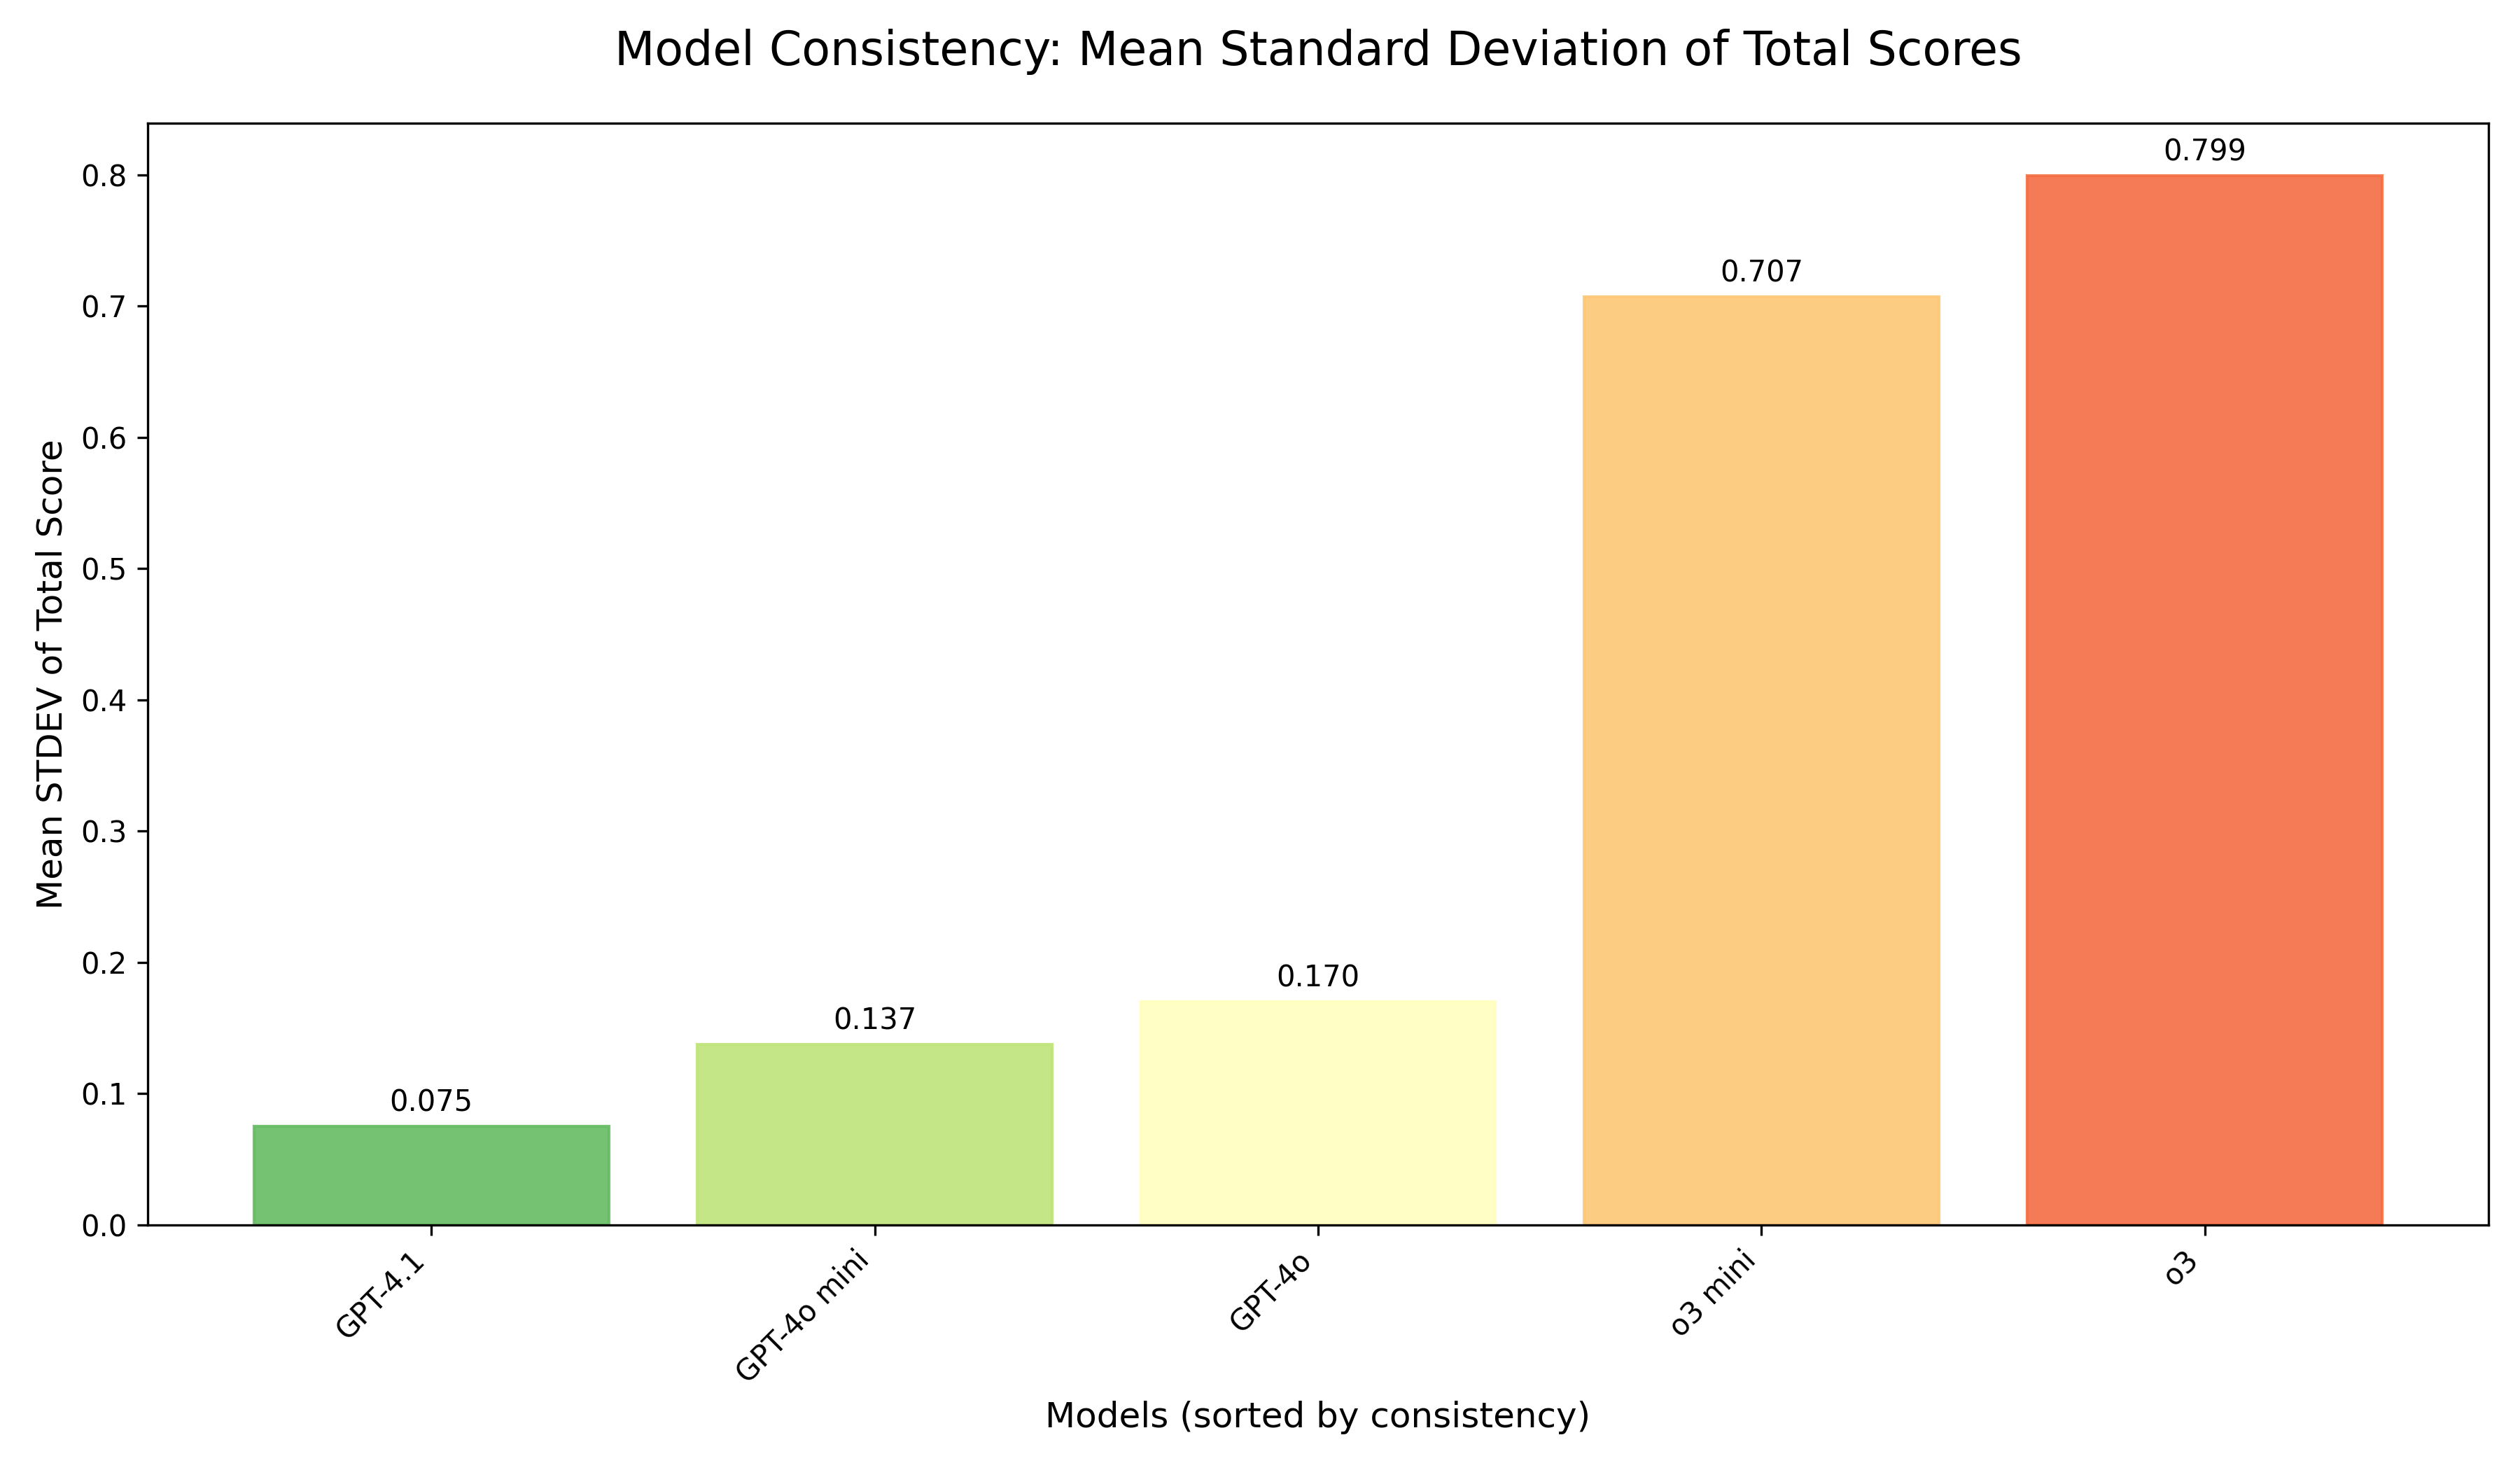 Model Consistency: Mean Standard Deviation of Total Scores
Mean STDEV of Total Score
0.8
0.7
0.6
0.5
0.4
0.3
0.2
0.1
0.0
0.075
0.137
0.170
0.707
0.799
GPT-4.1
GPT-4o mini
GPT-4o
o3 mini
o3
Models (sorted by consistency)